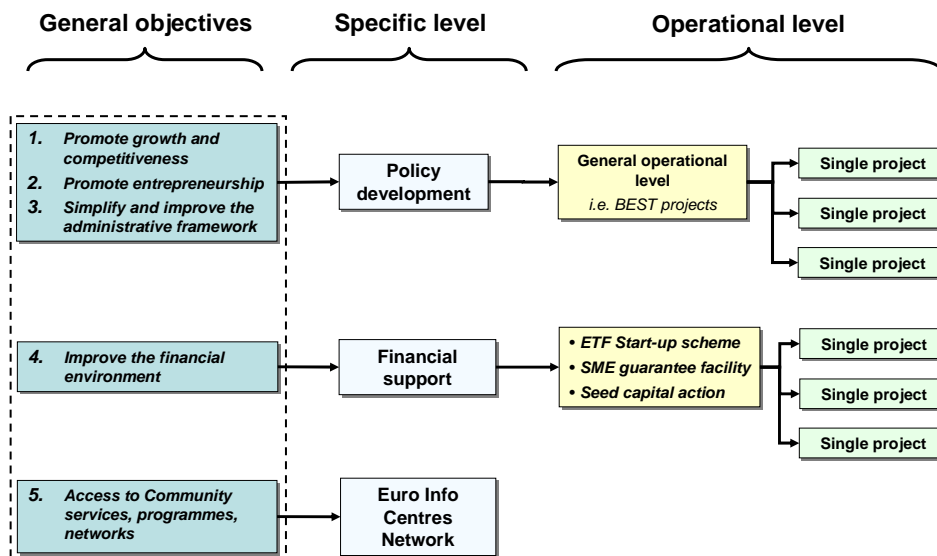 General objectives
Specific level
Operational level
1. Promote growth and
competitiveness
2. Promote entrepreneurship
3. Simplify and improve the
administrative framework
Policy
development
General operational
level
i.e. BEST projects
Single project
Single project
Single project
4. Improve the financial
environment
Financial
support
• ETF Start-up scheme
• SME guarantee facility
• Seed capital action
Single project
Single project
Single project
5. Access to Community
services, programmes,
networks
Euro Info
Centres
Network